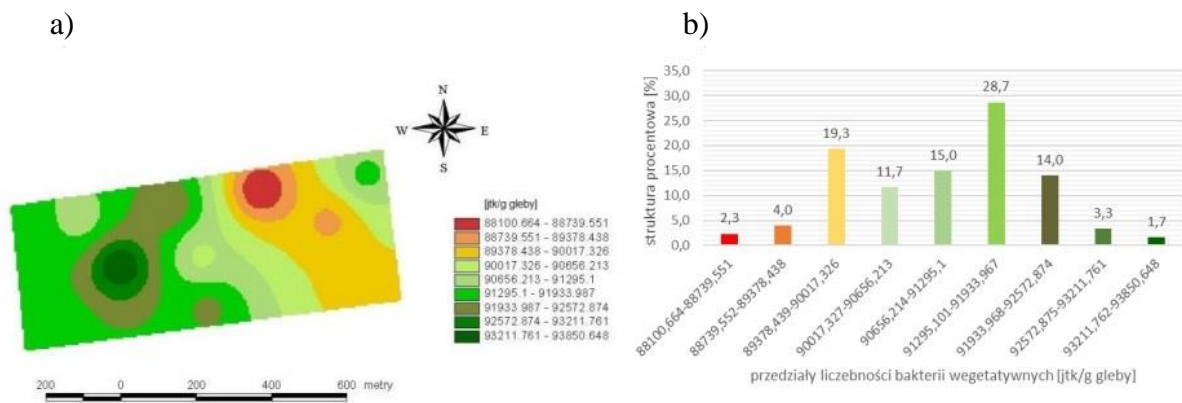 a)
N
W E
S
[jtk/g gleby]
88100.664 - 88739.551
88739.551 - 89378.438
89378.438 - 90017.326
90017.326 - 90656.213
90656.213 - 91295.1
91295.1 - 91933.987
91933.987 - 92572.874
92572.874 - 93211.761
93211.761 - 93850.648
200 0 200 400 600 metry
b)
struktura procentowa [%]
35,0
30,0
25,0
20,0
15,0
10,0
5,0
0,0
2,3
4,0
19,3
11,7
15,0
28,7
14,0
3,3
1,7
88100,664-88739,551
88739,552-89378,438
89378,439-90017,326
90017,327-90656,213
90656,214-91295,1
91295,101-91933,967
91933,968-92572,874
92572,875-93211,761
93211,762-93850,648
przedziały liczebności bakterii wegetatywnych [jtk/g gleby]